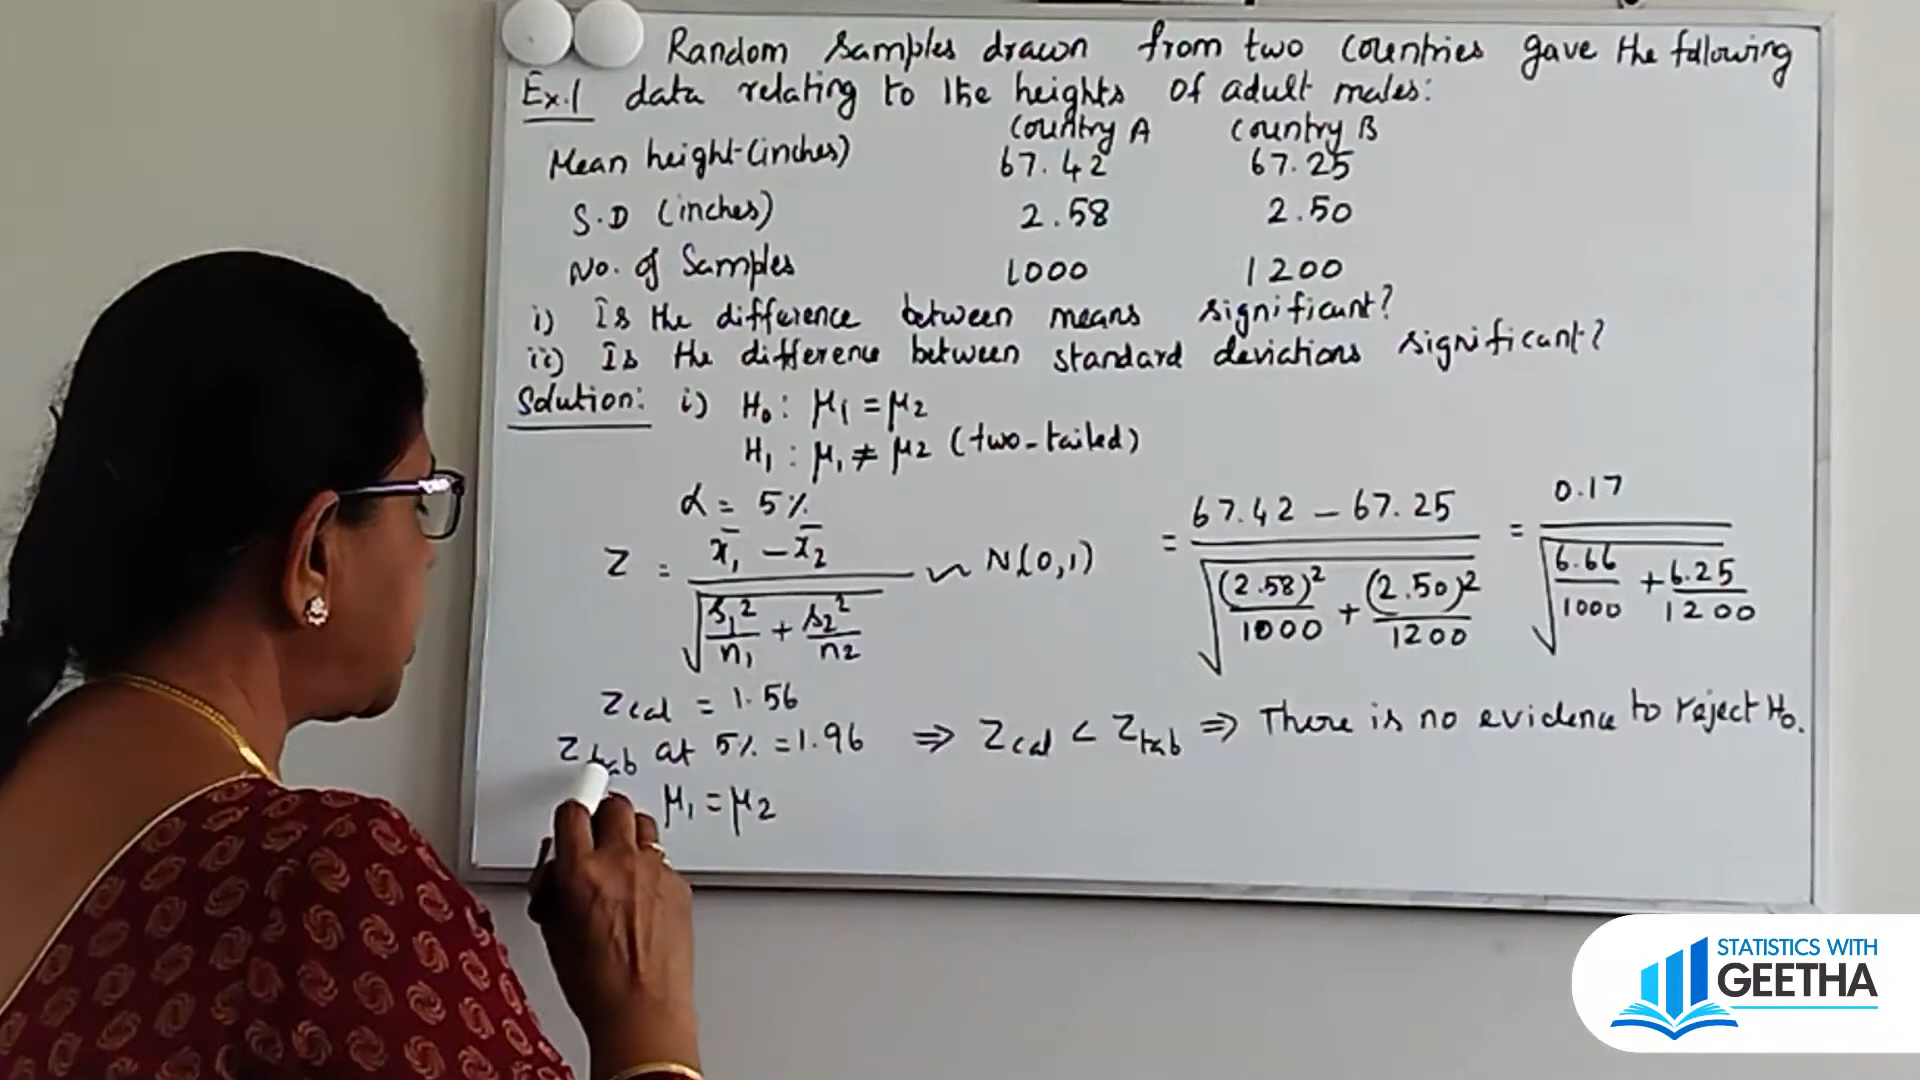 Random samples drawn from two countries gave the following
Ex.1 data relating to the heights of adult males:
Country A Country B
Mean height (inches) 67.42 67.25
S.D (inches) 2.58 2.50
No. of Samples 1000 1200
i) Is the difference between means significant?
ii) Is the difference between standard deviations significant?
Solution: i) H₀: μ₁ = μ₂
H₁: μ₁ ≠ μ₂ (two-tailed)
α = 5%
Z = (x̄₁ − x̄₂) / √(s₁²/n₁ + s₂²/n₂) ~ N(0,1) = (67.42 − 67.25) / √((2.58)²/1000 + (2.50)²/1200) = 0.17 / √(6.66/1000 + 6.25/1200)
Zcal = 1.56
Ztab at 5% = 1.96 ⇒ Zcal < Ztab ⇒ There is no evidence to reject H₀.
μ₁ = μ₂
STATISTICS WITH
GEETHA